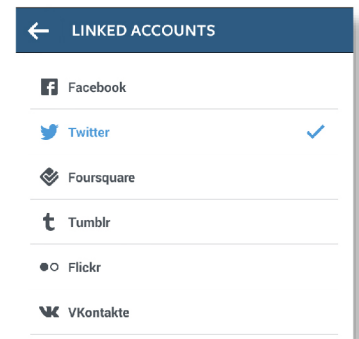 LINKED ACCOUNTS
Facebook
Twitter
Foursquare
Tumblr
Flickr
VKontakte